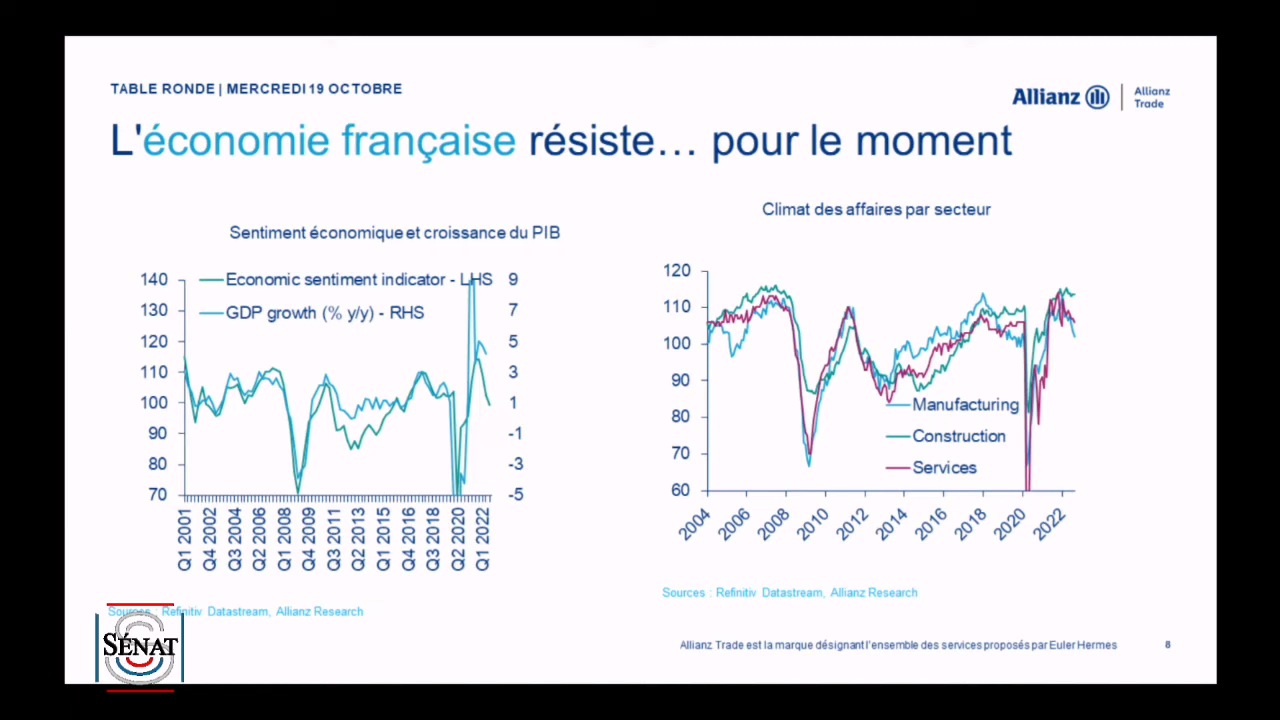 TABLE RONDE | MERCREDI 19 OCTOBRE
Allianz
Allianz
Trade
L'économie française résiste… pour le moment
Sentiment économique et croissance du PIB
Economic sentiment indicator - LHS
GDP growth (% y/y) - RHS
140
130
120
110
100
90
80
70
9
7
5
3
1
-1
-3
-5
Q1 2001
Q4 2002
Q3 2004
Q2 2006
Q1 2008
Q4 2009
Q3 2011
Q2 2013
Q1 2015
Q4 2016
Q3 2018
Q2 2020
Q1 2022
Sources : Refinitiv Datastream, Allianz Research
Climat des affaires par secteur
120
110
100
90
80
70
60
Manufacturing
Construction
Services
2004
2006
2008
2010
2012
2014
2016
2018
2020
2022
Sources : Refinitiv Datastream, Allianz Research
SÉNAT
Allianz Trade est la marque désignant l'ensemble des services proposés par Euler Hermes
8